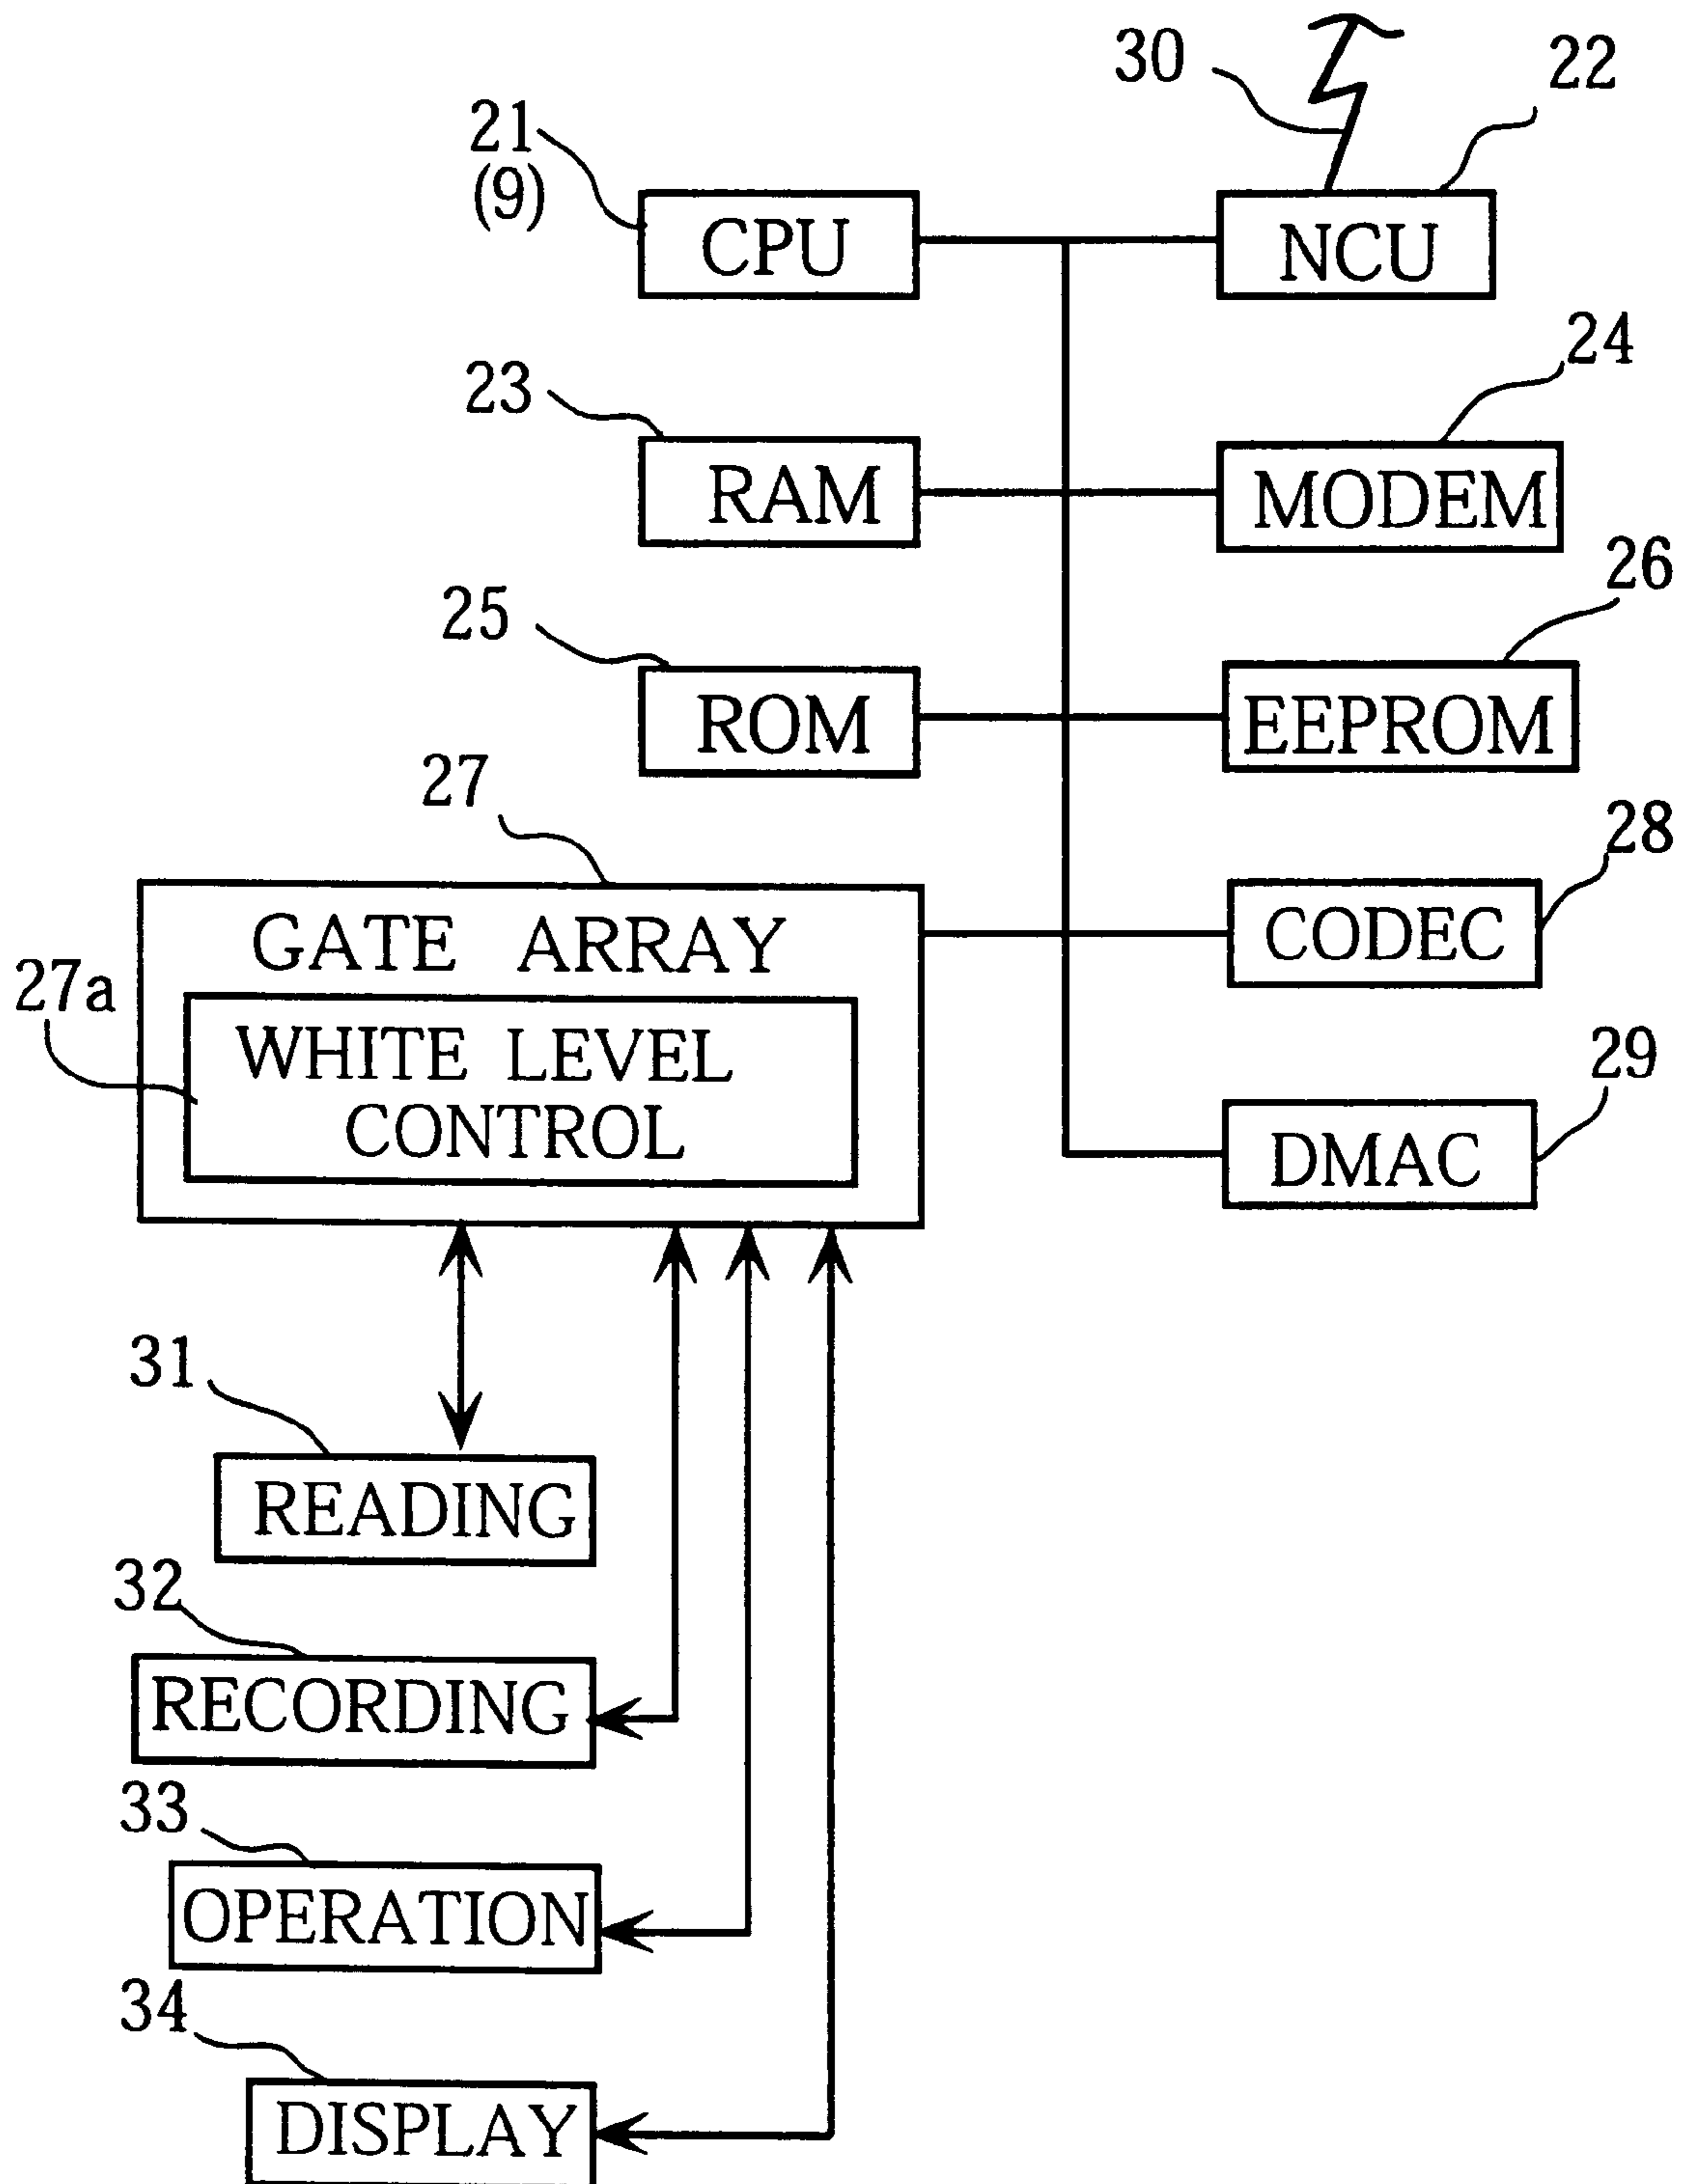 30
22
21
(9)
CPU
NCU
23
24
RAM
MODEM
25
26
ROM
EEPROM
27
28
GATE ARRAY
CODEC
27a
WHITE LEVEL
CONTROL
29
DMAC
31
READING
32
RECORDING
33
OPERATION
34
DISPLAY